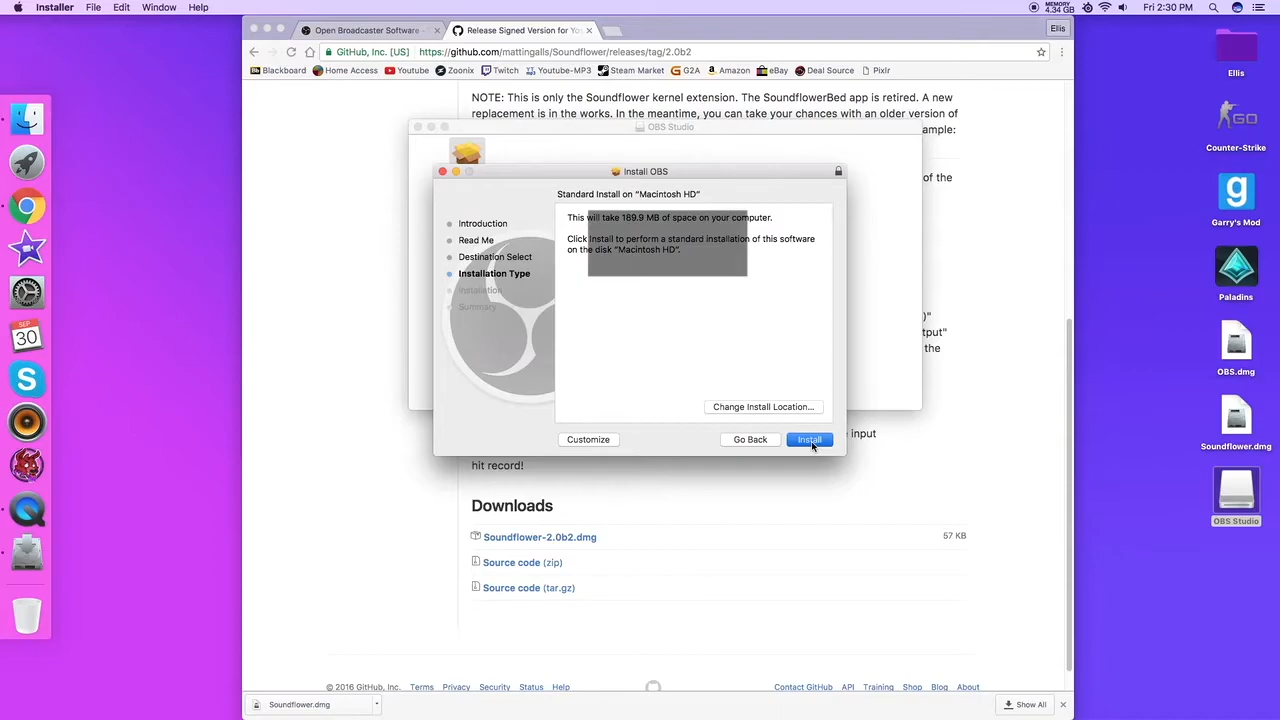 Installer File Edit Window Help
MEMORY
4.34 GB
Fri 2:30 PM
Open Broadcaster Software -
Release Signed Version for Yo
Ellis
GitHub, Inc. [US] https://github.com/mattingalls/Soundflower/releases/tag/2.0b2
Blackboard Home Access Youtube Zoonix Twitch Youtube-MP3 Steam Market G2A Amazon eBay Deal Source Pixlr
NOTE: This is only the Soundflower kernel extension. The SoundflowerBed app is retired. A new
replacement is in the works. In the meantime, you can take your chances with an older version of
ample:
of the
)"
tput"
the
input
hit record!
OBS Studio
Install OBS
Standard Install on “Macintosh HD”
Introduction
Read Me
Destination Select
Installation Type
Installation
Summary
This will take 189.9 MB of space on your computer.
Click Install to perform a standard installation of this software
on the disk “Macintosh HD”.
Change Install Location...
Customize
Go Back
Install
Downloads
Soundflower-2.0b2.dmg 57 KB
Source code (zip)
Source code (tar.gz)
© 2016 GitHub, Inc. Terms Privacy Security Status Help
Contact GitHub API Training Shop Blog About
Soundflower.dmg
Show All
Ellis
GO
Counter-Strike
Garry's Mod
Paladins
OBS.dmg
Soundflower.dmg
OBS Studio
SEP
30